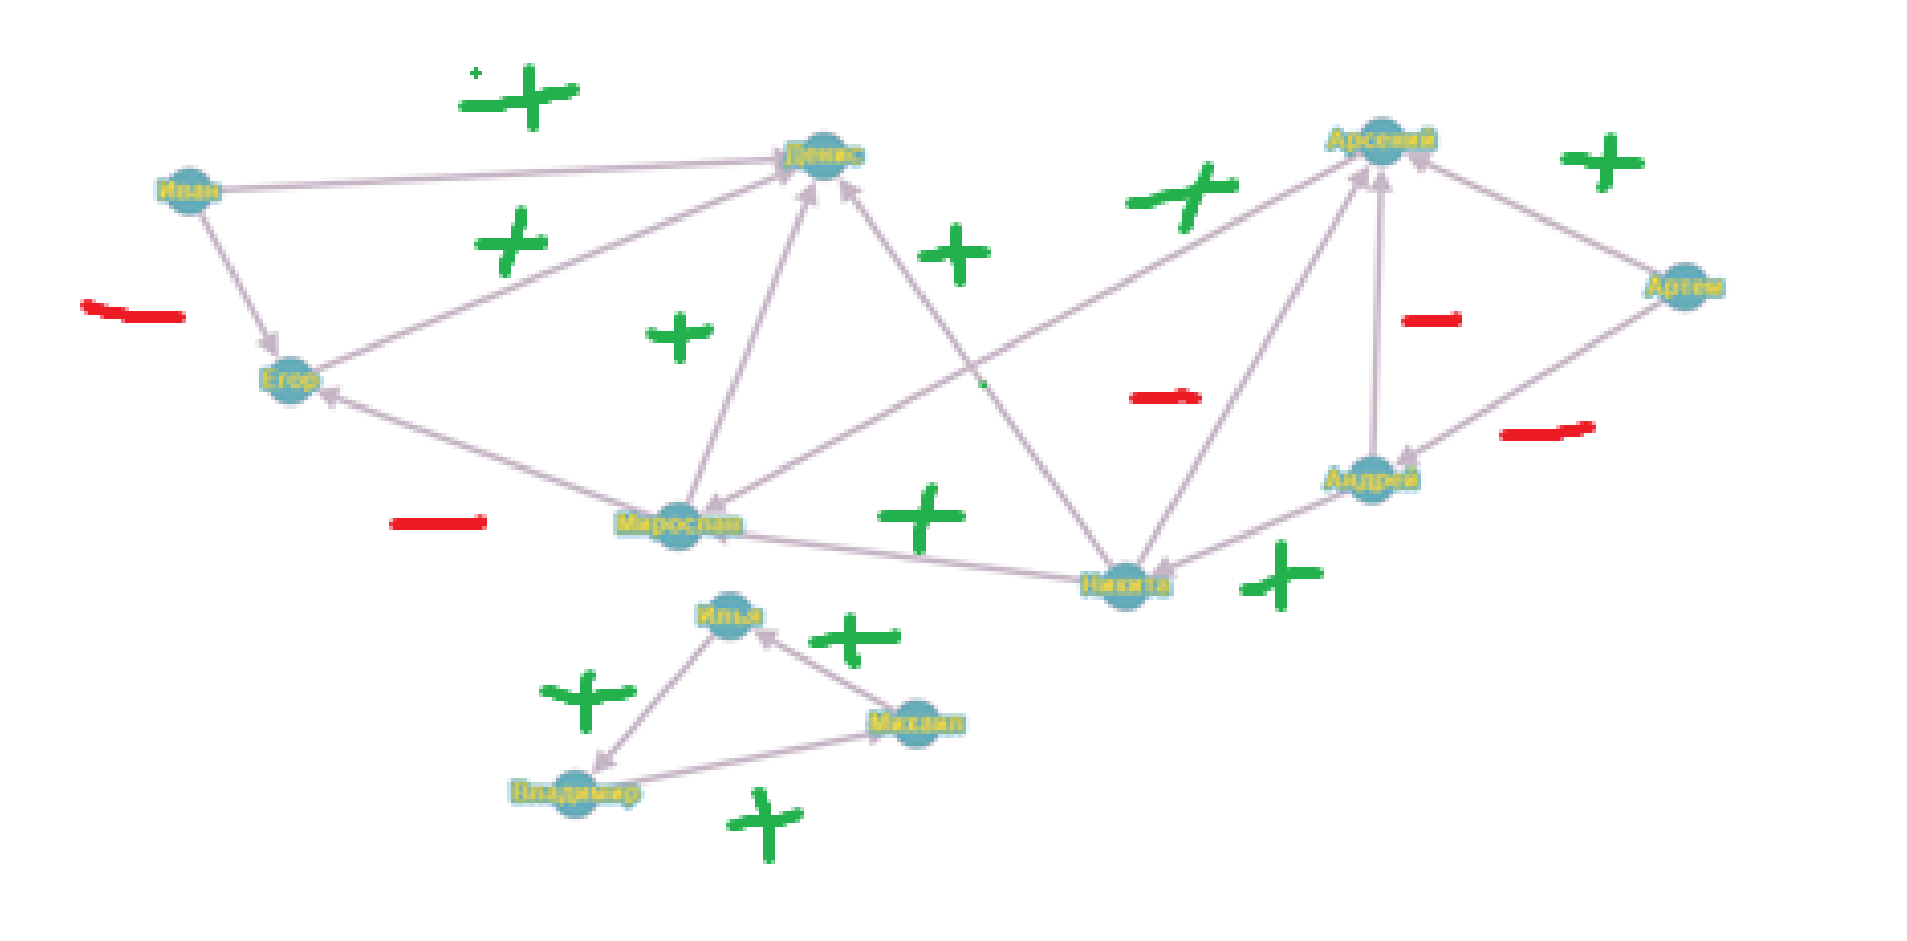 Денис
Арсений
Иван
Артем
Егор
Андрей
Мирослав
Никита
Илья
Михаил
Владимир